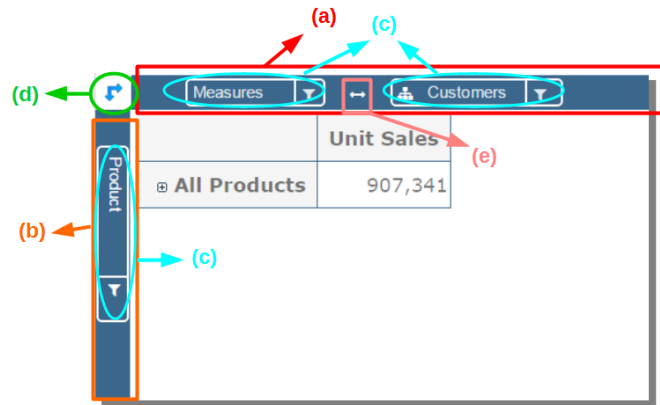 (a)
(c)
(d)
Measures
Customers
Unit Sales
(e)
Product
All Products
907,341
(b)
(c)